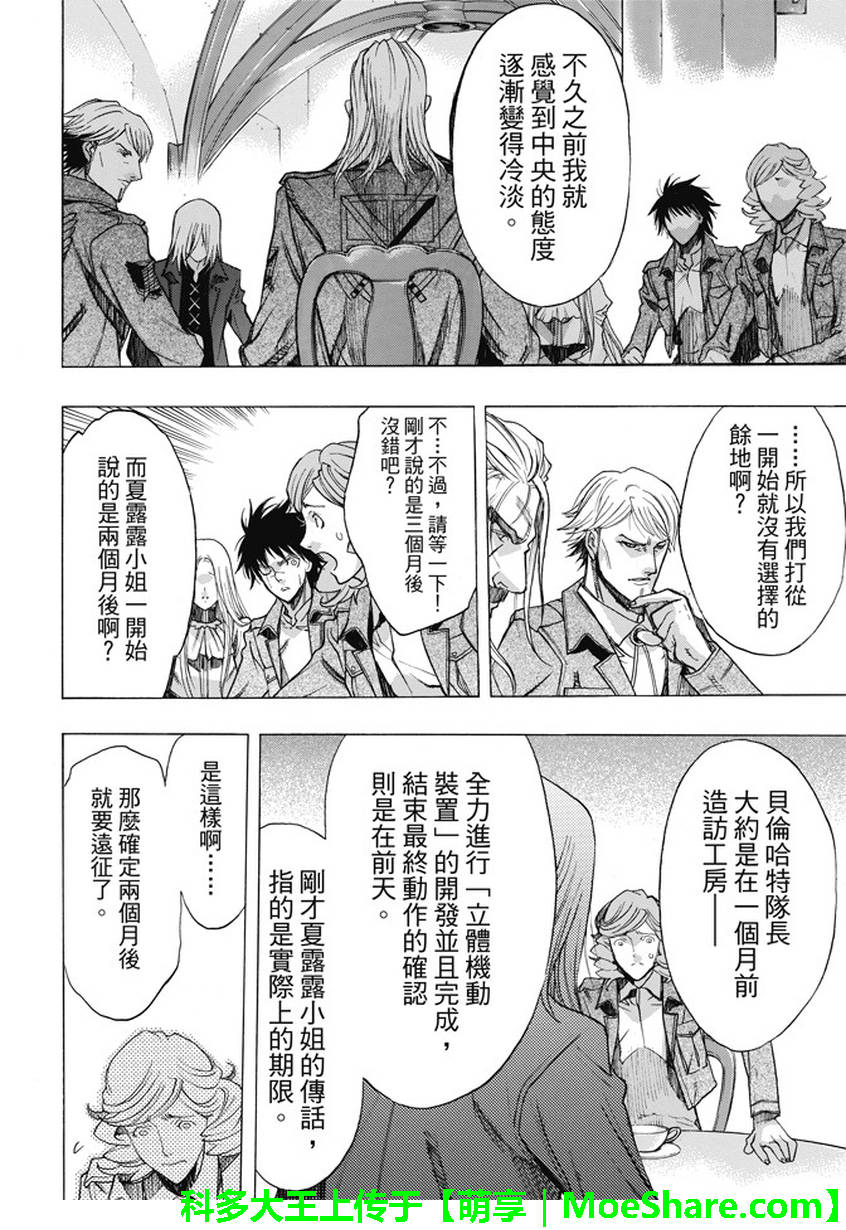 不久之前我就
感覺到中央的態度
逐漸變得冷淡。
……所以我們打從
一開始就沒有選擇的
餘地啊？
不…不過，請等一下！
剛才說的是三個月後
沒錯吧？
而夏露露小姐一開始
說的是兩個月後啊？
貝倫哈特隊長
大約是在一個月前
造訪工房──
全力進行「立體機動
裝置」的開發並且完成，
結束最終動作的確認
則是在前天。
剛才夏露露小姐的傳話，
指的是實際上的期限。
是這樣啊……
那麼確定兩個月後
就要遠征了。
科多大王上传于【萌享｜MoeShare.com】